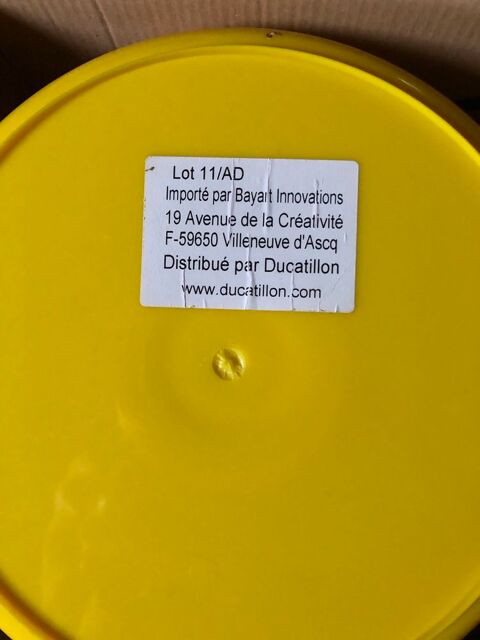 Lot 11/AD
Importé par Bayart Innovations
19 Avenue de la Créativité
F-59650 Villeneuve d'Ascq
Distribué par Ducatillon
www.ducatillon.com